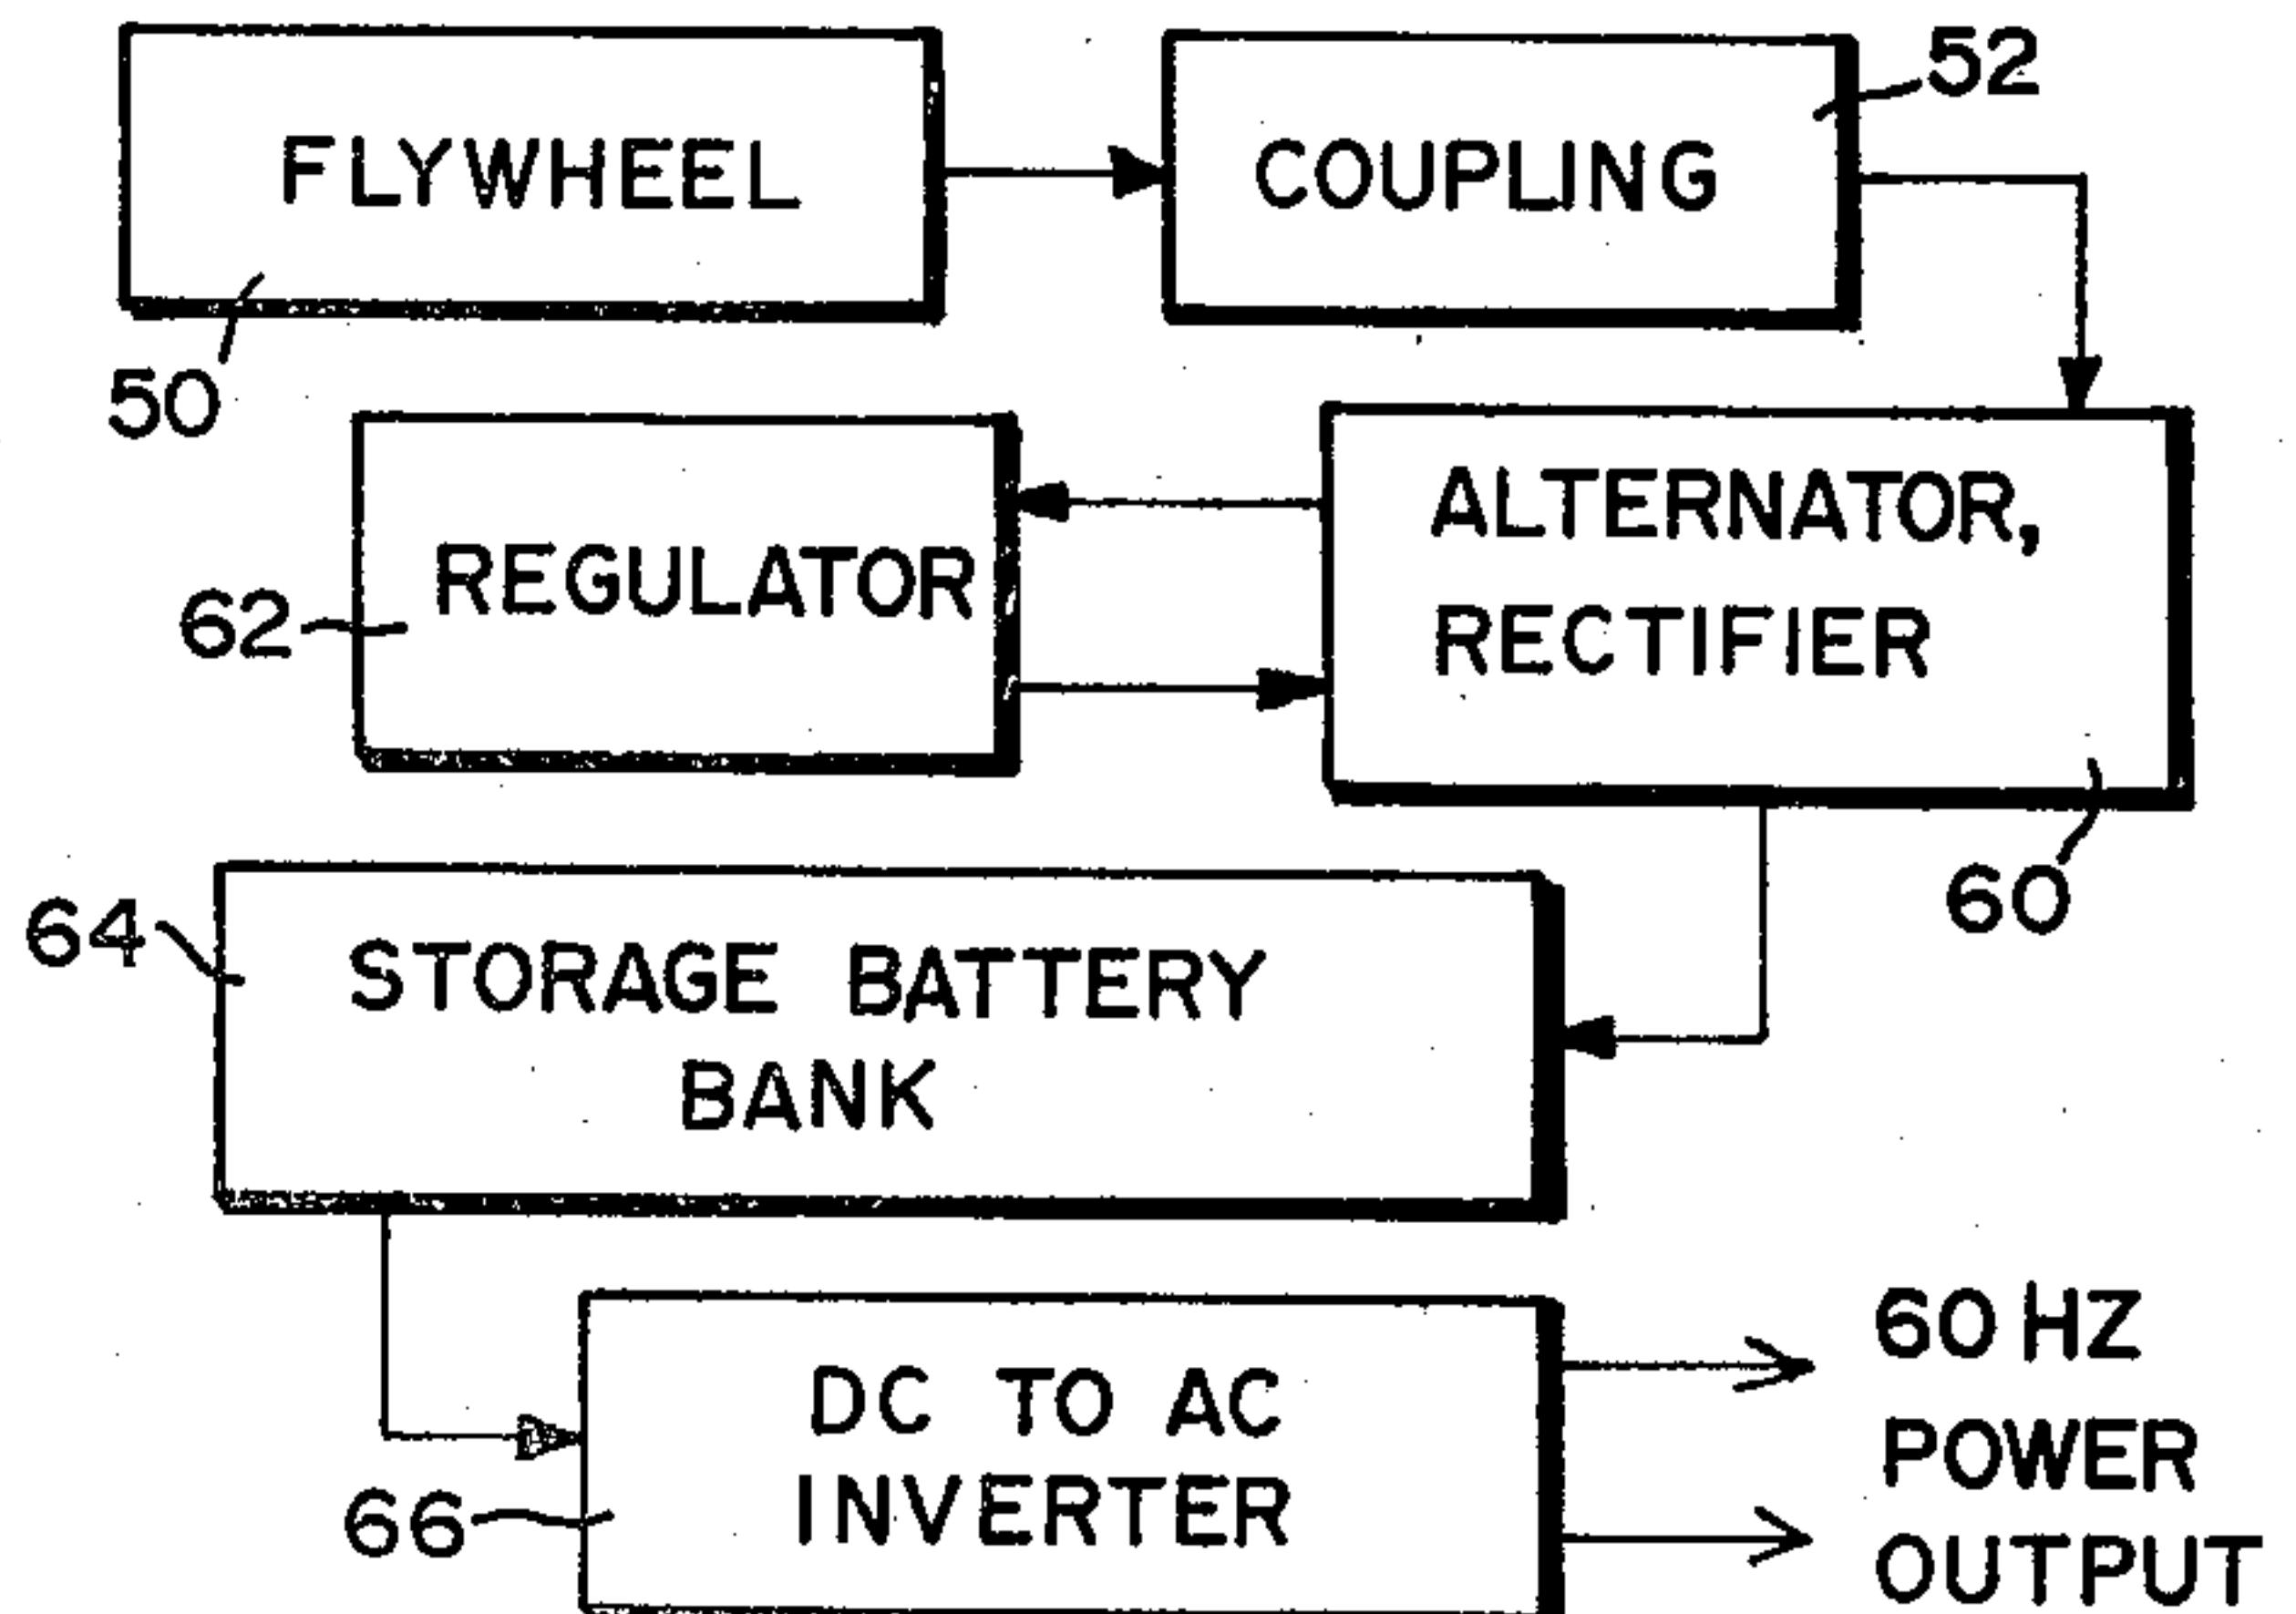 FLYWHEEL
50
COUPLING
52
REGULATOR
62
ALTERNATOR,
RECTIFIER
60
64
STORAGE BATTERY
BANK
DC TO AC
INVERTER
66
60 HZ
POWER
OUTPUT